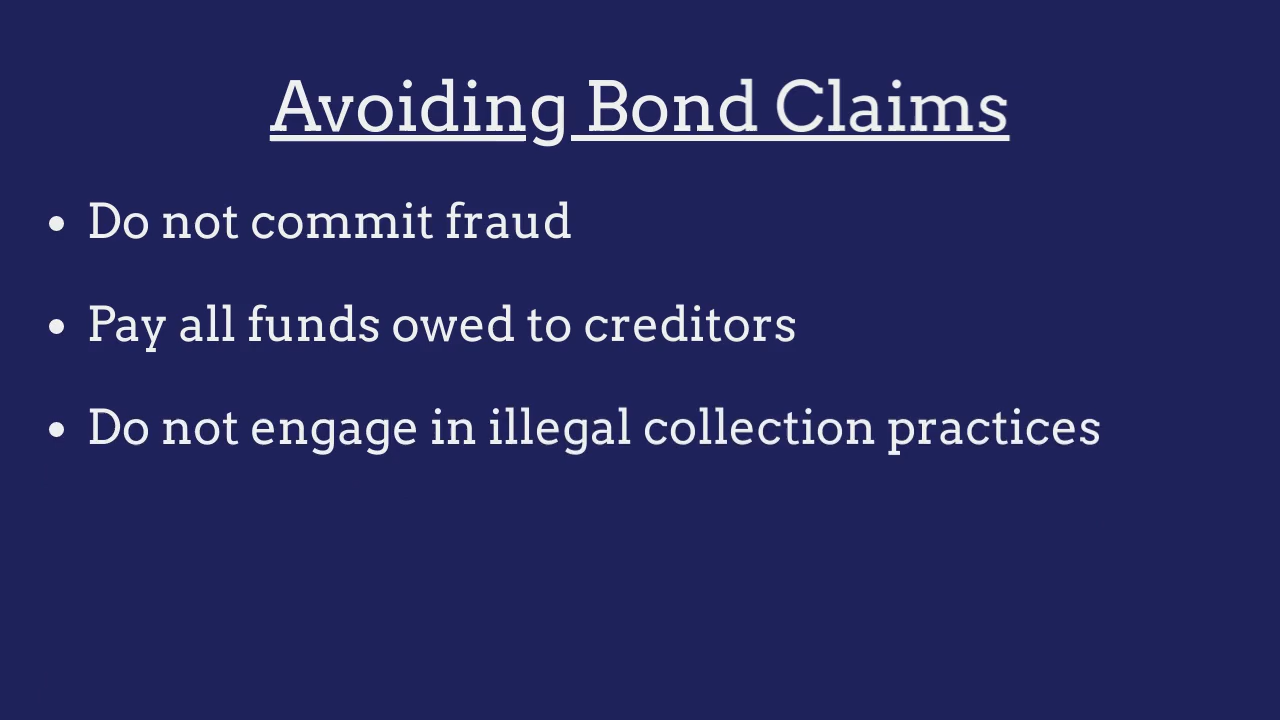 Avoiding Bond Claims
• Do not commit fraud
• Pay all funds owed to creditors
• Do not engage in illegal collection practices